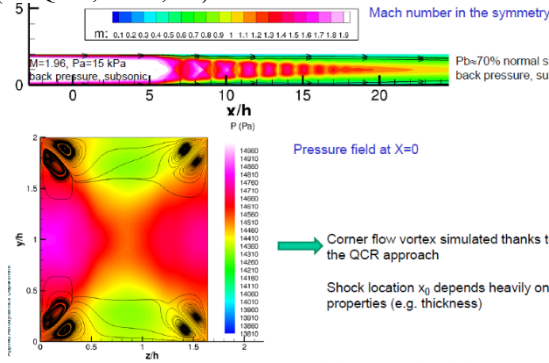 Mach number in the symmetry
m: 0.1 0.2 0.3 0.4 0.5 0.6 0.7 0.8 0.9 1 1.1 1.2 1.3 1.4 1.5 1.6 1.7 1.8 1.9
5
0
M=1.96, Pa=15 kPa
back pressure, subsonic
Pb≈70% normal s
back pressure, su
0 5 10 15 20
x/h
P (Pa)
Pressure field at X=0
2
1.5
1
0.5
0
y/h
14960
14910
14860
14810
14760
14710
14660
14610
14560
14510
14460
14410
14360
14310
14260
14210
14160
14110
14060
14010
13960
13910
13860
13810
Corner flow vortex simulated thanks t
the QCR approach
Shock location x0 depends heavily on
properties (e.g. thickness)
0 0.5 1 1.5 2
z/h